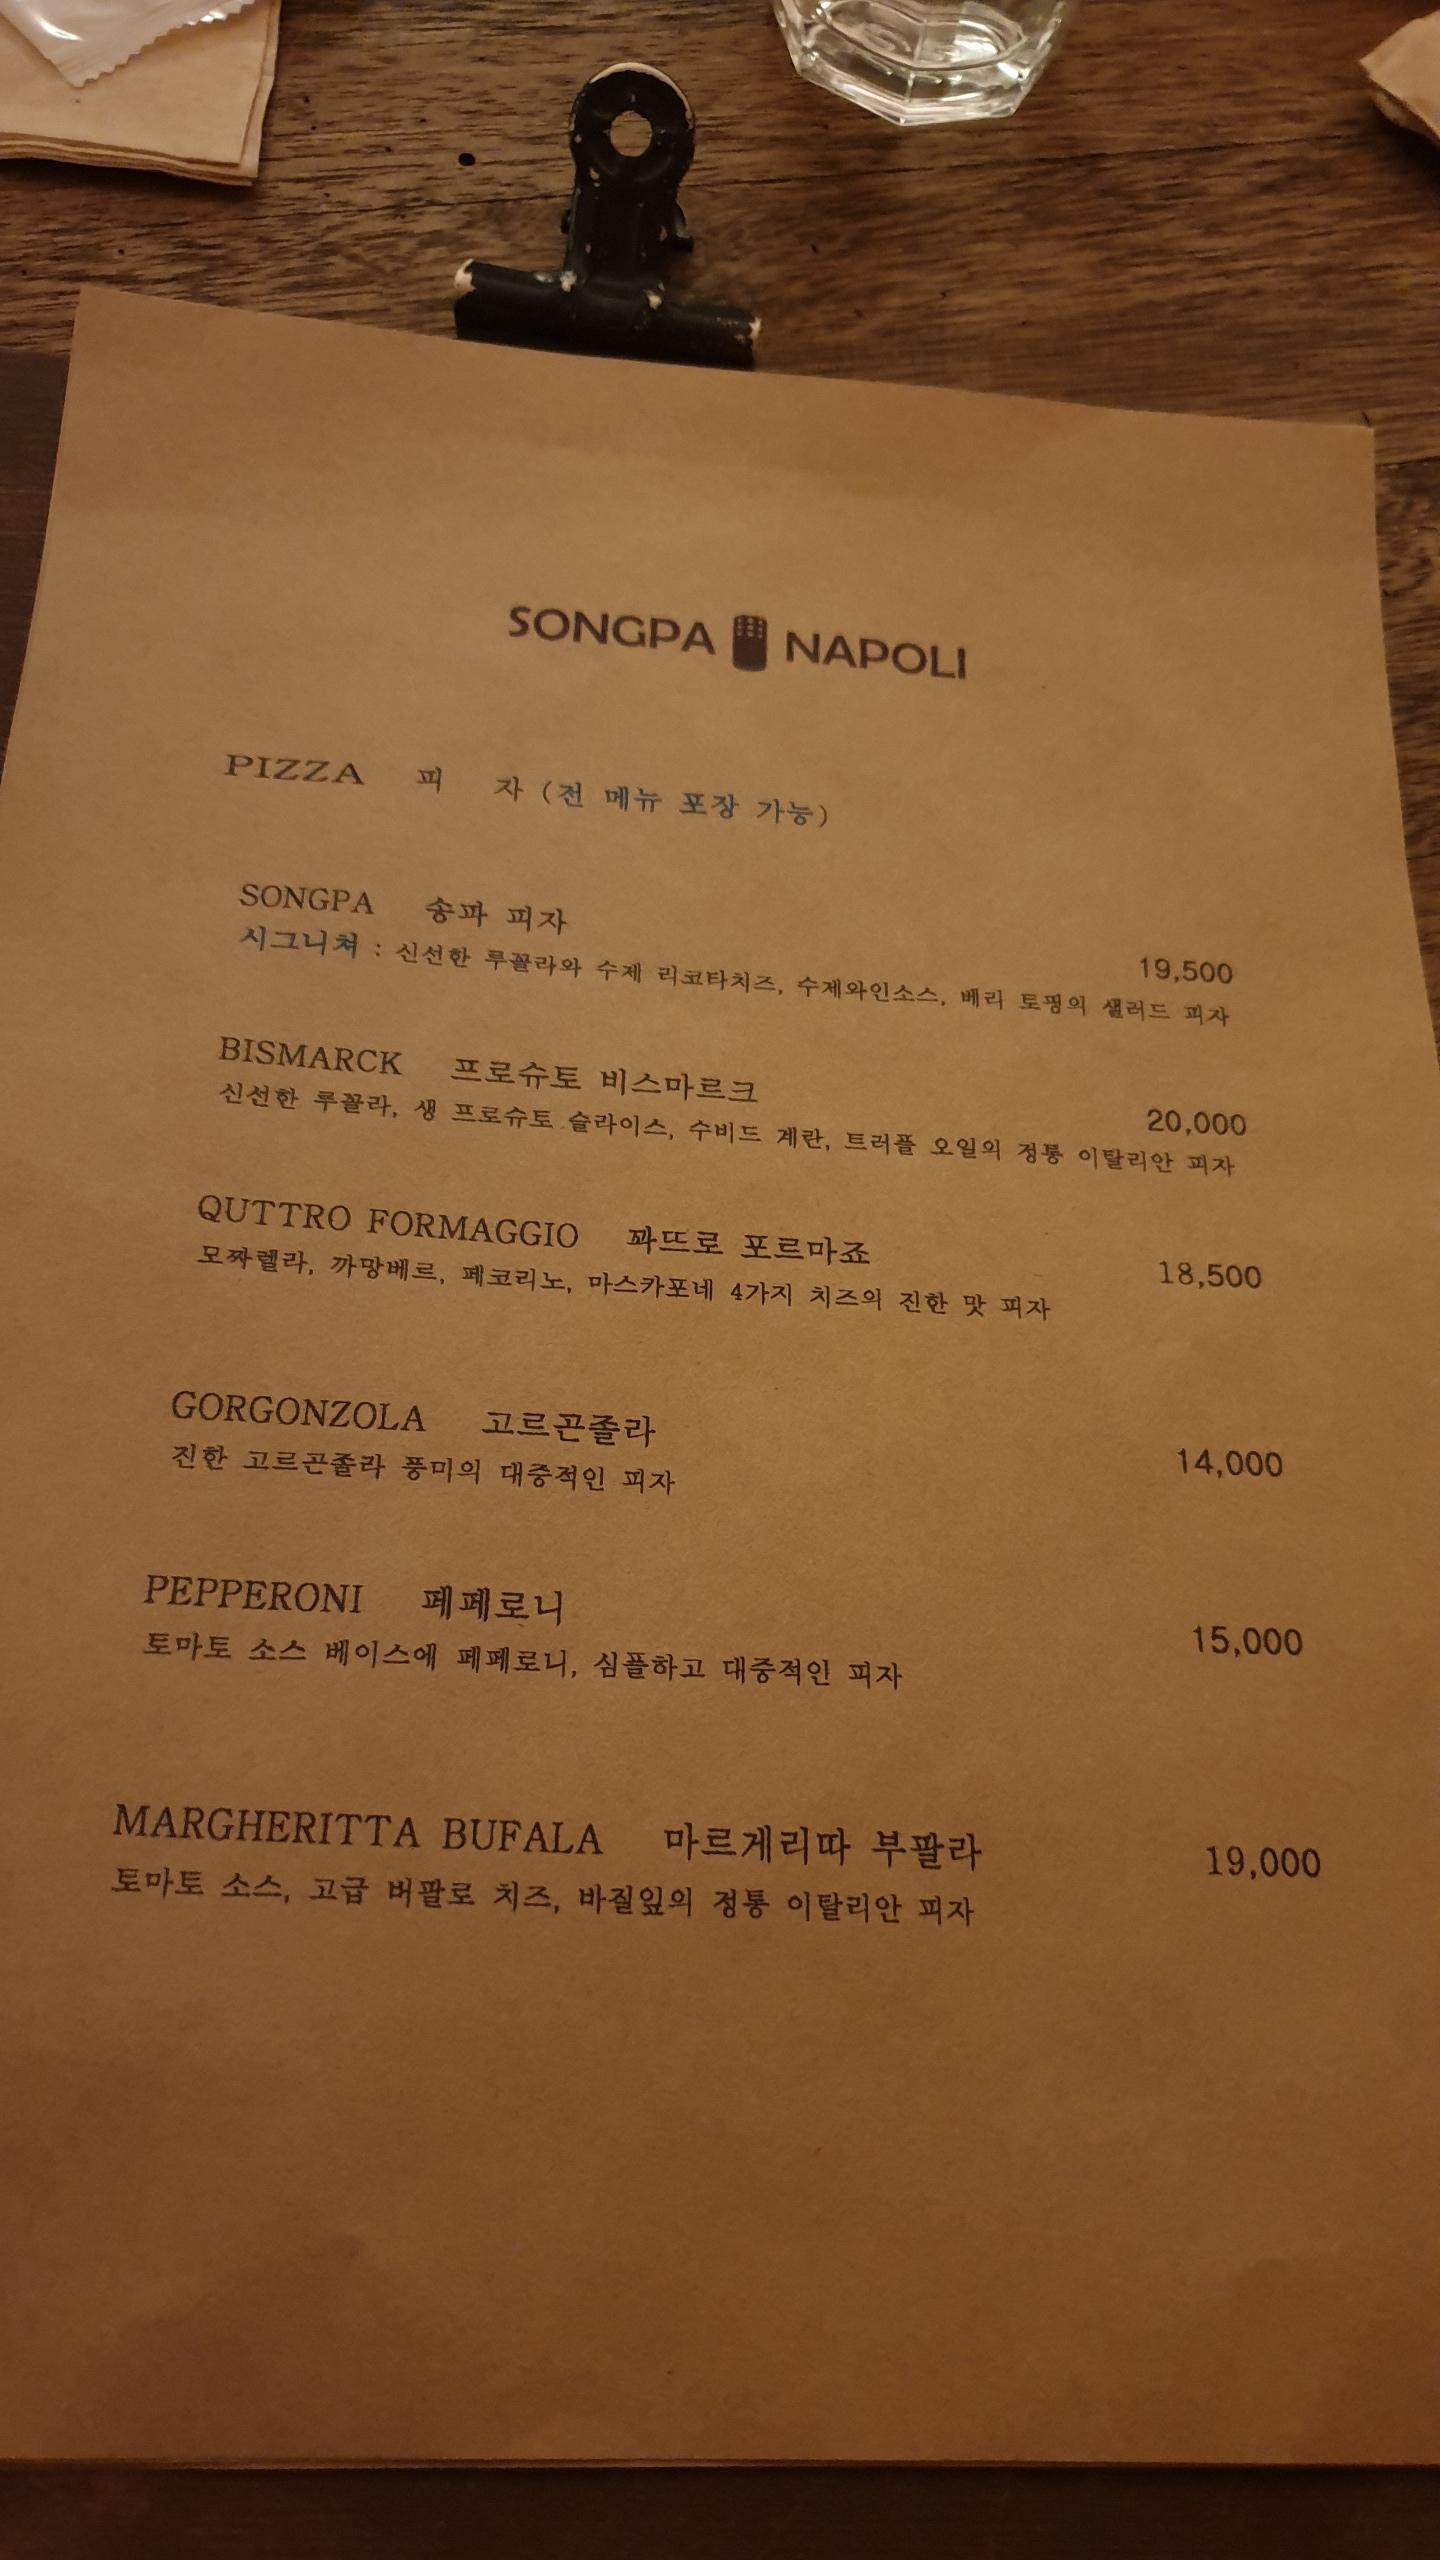 SONGPA NAPOLI
PIZZA 피 자 (전 메뉴 포장 가능)
SONGPA 송파 피자
19,500
시그니쳐 : 신선한 루꼴라와 수제 리코타치즈, 수제와인소스, 베리 토핑의 샐러드 피자
BISMARCK 프로슈토 비스마르크
20,000
신선한 루꼴라, 생 프로슈토 슬라이스, 수비드 계란, 트러플 오일의 정통 이탈리안 피자
QUTTRO FORMAGGIO 꽈뜨로 포르마죠
18,500
모짜렐라, 까망베르, 페코리노, 마스카포네 4가지 치즈의 진한 맛 피자
GORGONZOLA 고르곤졸라
14,000
진한 고르곤졸라 풍미의 대중적인 피자
PEPPERONI 페페로니
15,000
토마토 소스 베이스에 페페로니, 심플하고 대중적인 피자
MARGHERITTA BUFALA 마르게리따 부팔라
19,000
토마토 소스, 고급 버팔로 치즈, 바질잎의 정통 이탈리안 피자